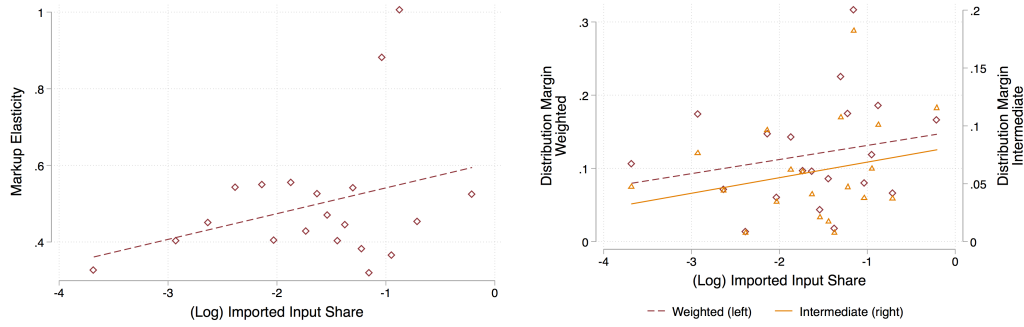 Markup Elasticity
1
.8
.6
.4
-4 -3 -2 -1 0
(Log) Imported Input Share
Distribution Margin
Weighted
.3
.2
.1
0
Distribution Margin
Intermediate
.2
.15
.1
.05
0
-4 -3 -2 -1 0
(Log) Imported Input Share
Weighted (left) Intermediate (right)